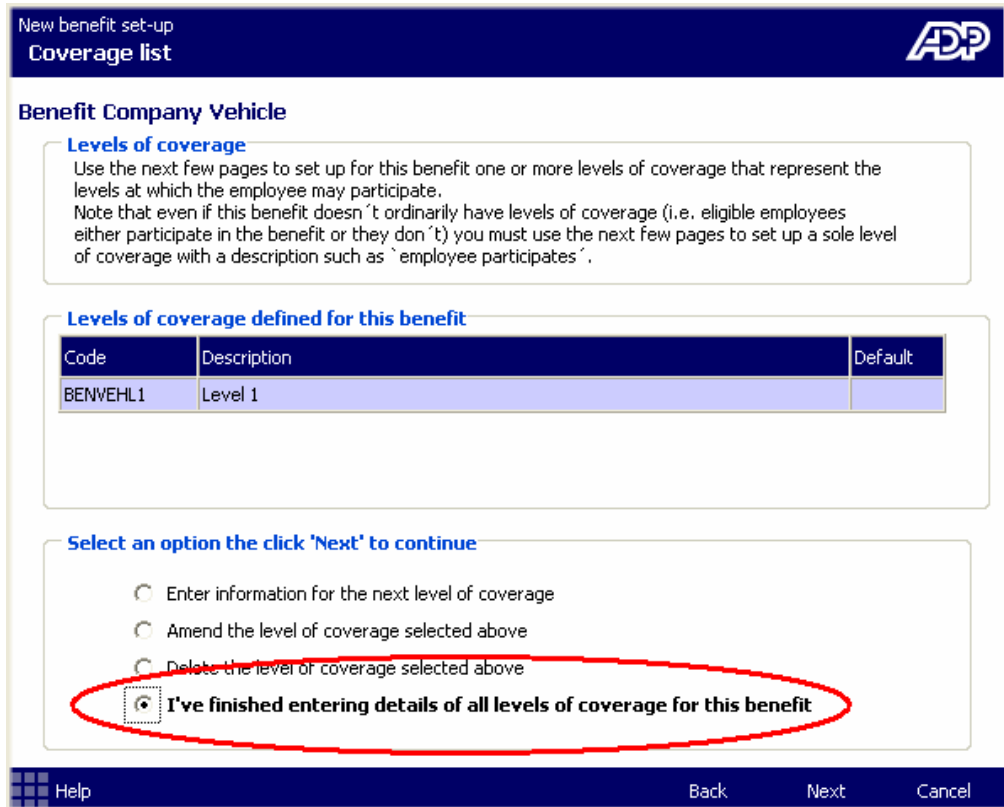 New benefit set-up
Coverage list
ADP
Benefit Company Vehicle
Levels of coverage
Use the next few pages to set up for this benefit one or more levels of coverage that represent the
levels at which the employee may participate.
Note that even if this benefit doesn´t ordinarily have levels of coverage (i.e. eligible employees
either participate in the benefit or they don´t) you must use the next few pages to set up a sole level
of coverage with a description such as `employee participates´.
Levels of coverage defined for this benefit
Code Description Default
BENVEHL1 Level 1
Select an option the click 'Next' to continue
Enter information for the next level of coverage
Amend the level of coverage selected above
Delete the level of coverage selected above
I've finished entering details of all levels of coverage for this benefit
Help Back Next Cancel